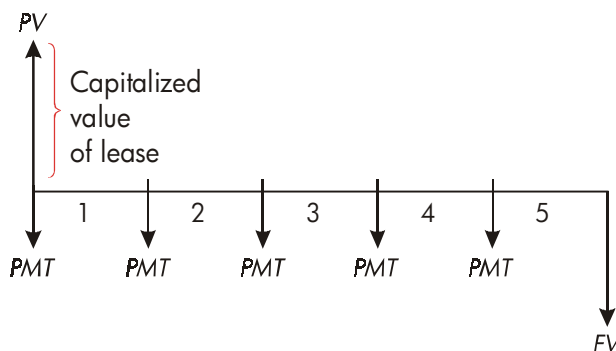 PV
Capitalized
value
of lease
1 2 3 4 5
PMT PMT PMT PMT PMT
FV